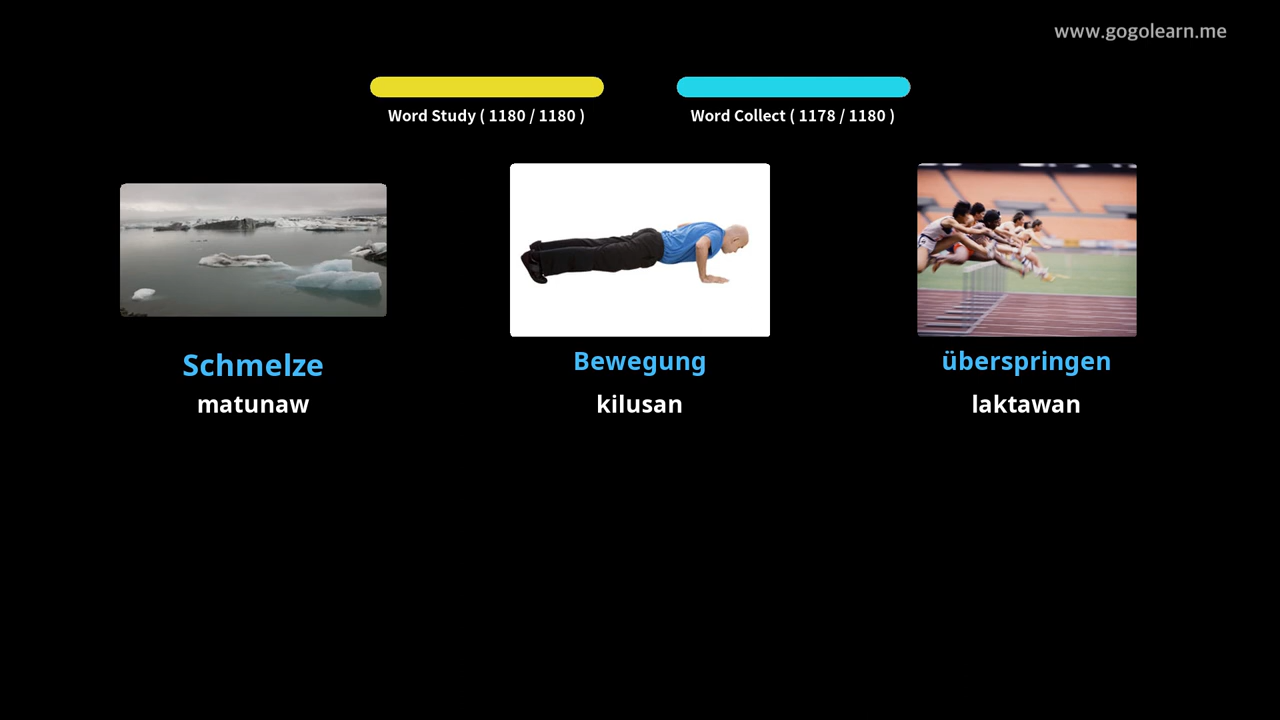 www.gogolearn.me
Word Study ( 1180 / 1180 )
Word Collect ( 1178 / 1180 )
Schmelze
matunaw
Bewegung
kilusan
überspringen
laktawan